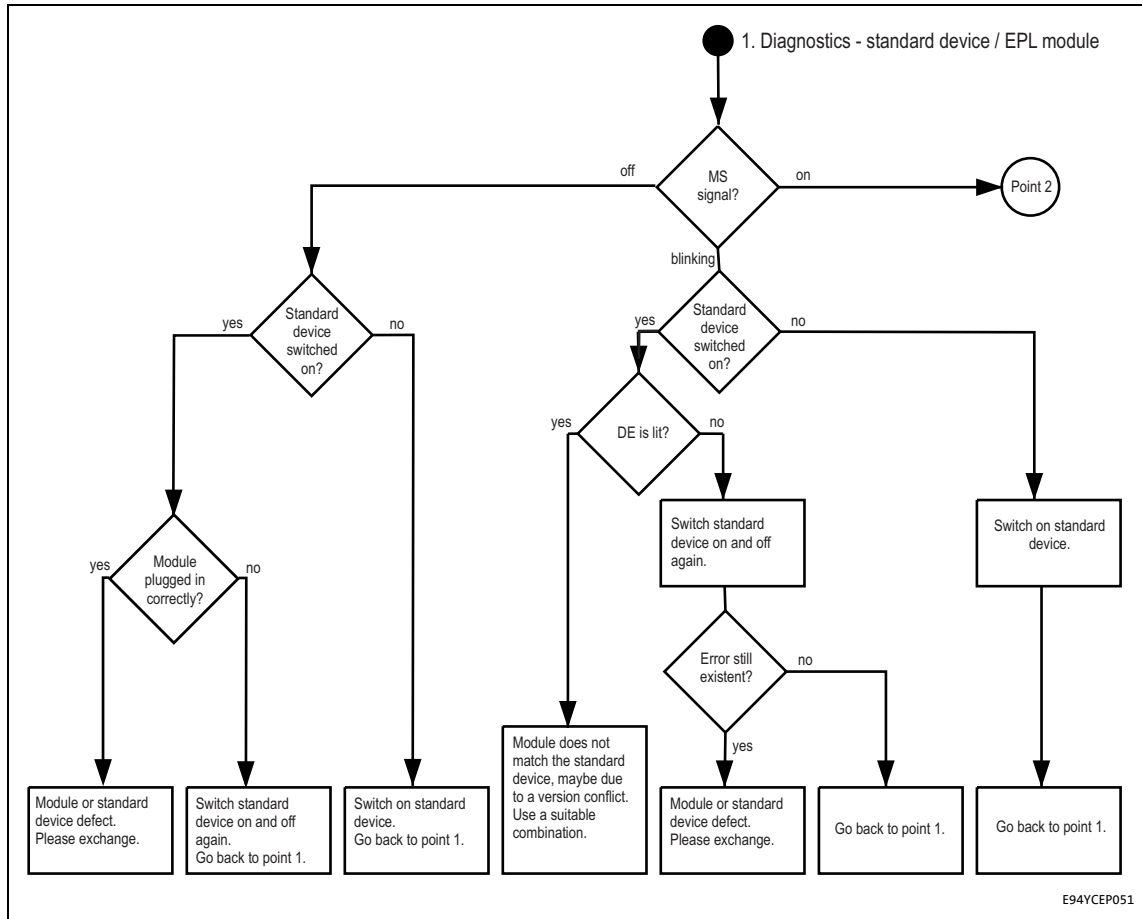 1. Diagnostics - standard device / EPL module
MS
signal?
off
on
Point 2
blinking
Standard
device
switched
on?
yes
no
Standard
device
switched
on?
yes
no
DE is lit?
yes
no
Switch standard
device on and off
again.
Switch on standard
device.
Module
plugged in
correctly?
yes
no
Error still
existent?
no
yes
Module or standard
device defect.
Please exchange.
Switch standard
device on and off
again.
Go back to point 1.
Switch on standard
device.
Go back to point 1.
Module does not
match the standard
device, maybe due
to a version conflict.
Use a suitable
combination.
Module or standard
device defect.
Please exchange.
Go back to point 1.
Go back to point 1.
E94YCEP051